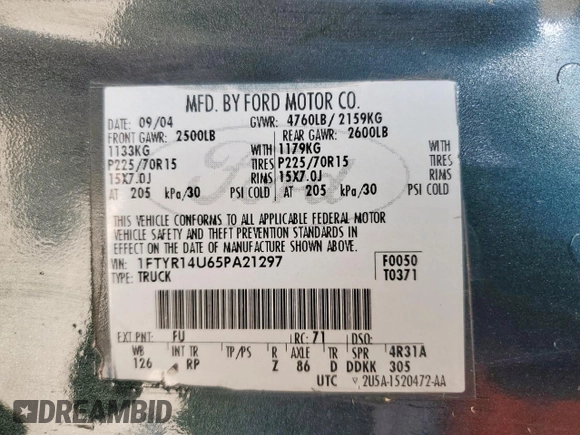 MFD. BY FORD MOTOR CO.
DATE: 09/04 GVWR: 4760LB/ 2159KG
FRONT GAWR: 2500LB REAR GAWR: 2600LB
1133KG WITH 1179KG WITH
P225/70R15 TIRES P225/70R15 TIRES
15X7.0J RIMS 15X7.0J RIMS
AT 205 kPa/30 PSI COLD AT 205 kPa/30 PSI COLD
THIS VEHICLE CONFORMS TO ALL APPLICABLE FEDERAL MOTOR
VEHICLE SAFETY AND THEFT PREVENTION STANDARDS IN
EFFECT ON THE DATE OF MANUFACTURE SHOWN ABOVE.
VIN: 1FTYR14U65PA21297 F0050
TYPE: TRUCK T0371
EXT PNT: FU RC: 71 DSO:
WB INT TR TP/PS R AXLE TR SPR 4R31A
126 RP Z 86 D DDKK 305
UTC 2U5A-1520472-AA
Ford
DREAMBID